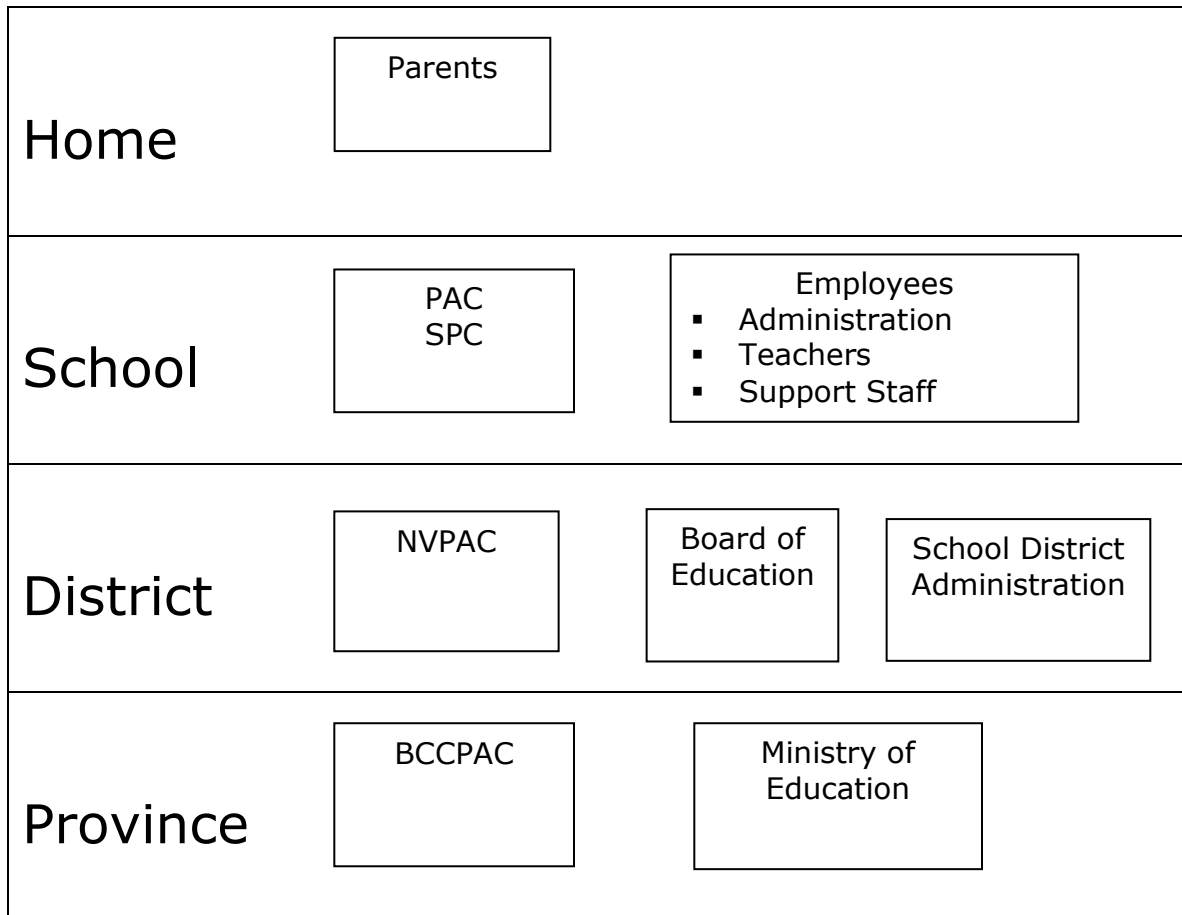 Home
Parents
School
PAC
SPC
Employees
▪ Administration
▪ Teachers
▪ Support Staff
District
NVPAC
Board of
Education
School District
Administration
Province
BCCPAC
Ministry of
Education